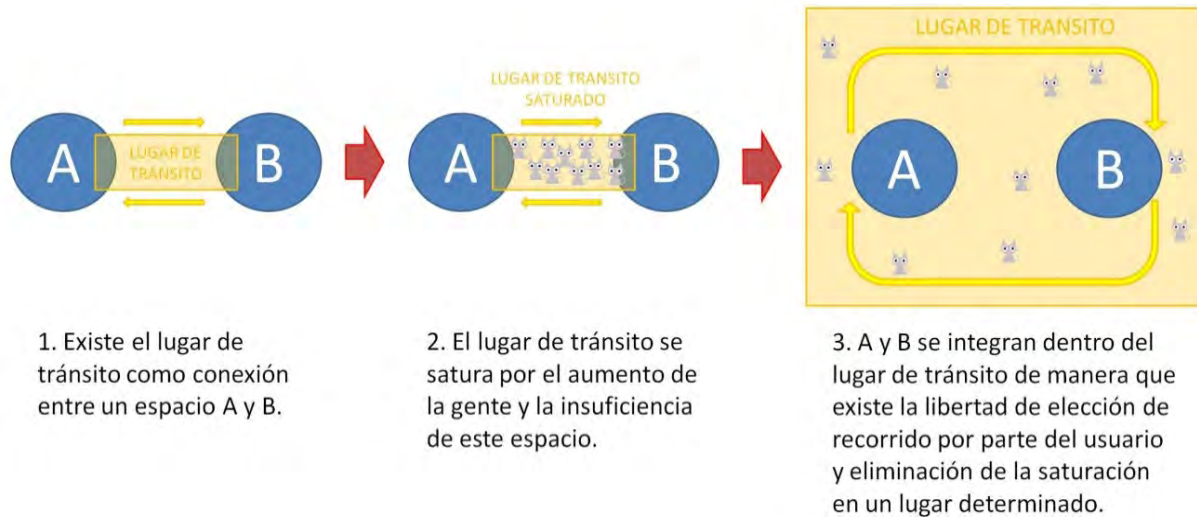 A
LUGAR DE
TRÁNSITO
B
1. Existe el lugar de
tránsito como conexión
entre un espacio A y B.
LUGAR DE TRANSITO
SATURADO
A
B
2. El lugar de tránsito se
satura por el aumento de
la gente y la insuficiencia
de este espacio.
LUGAR DE TRANSITO
A
B
3. A y B se integran dentro del
lugar de tránsito de manera que
existe la libertad de elección de
recorrido por parte del usuario
y eliminación de la saturación
en un lugar determinado.